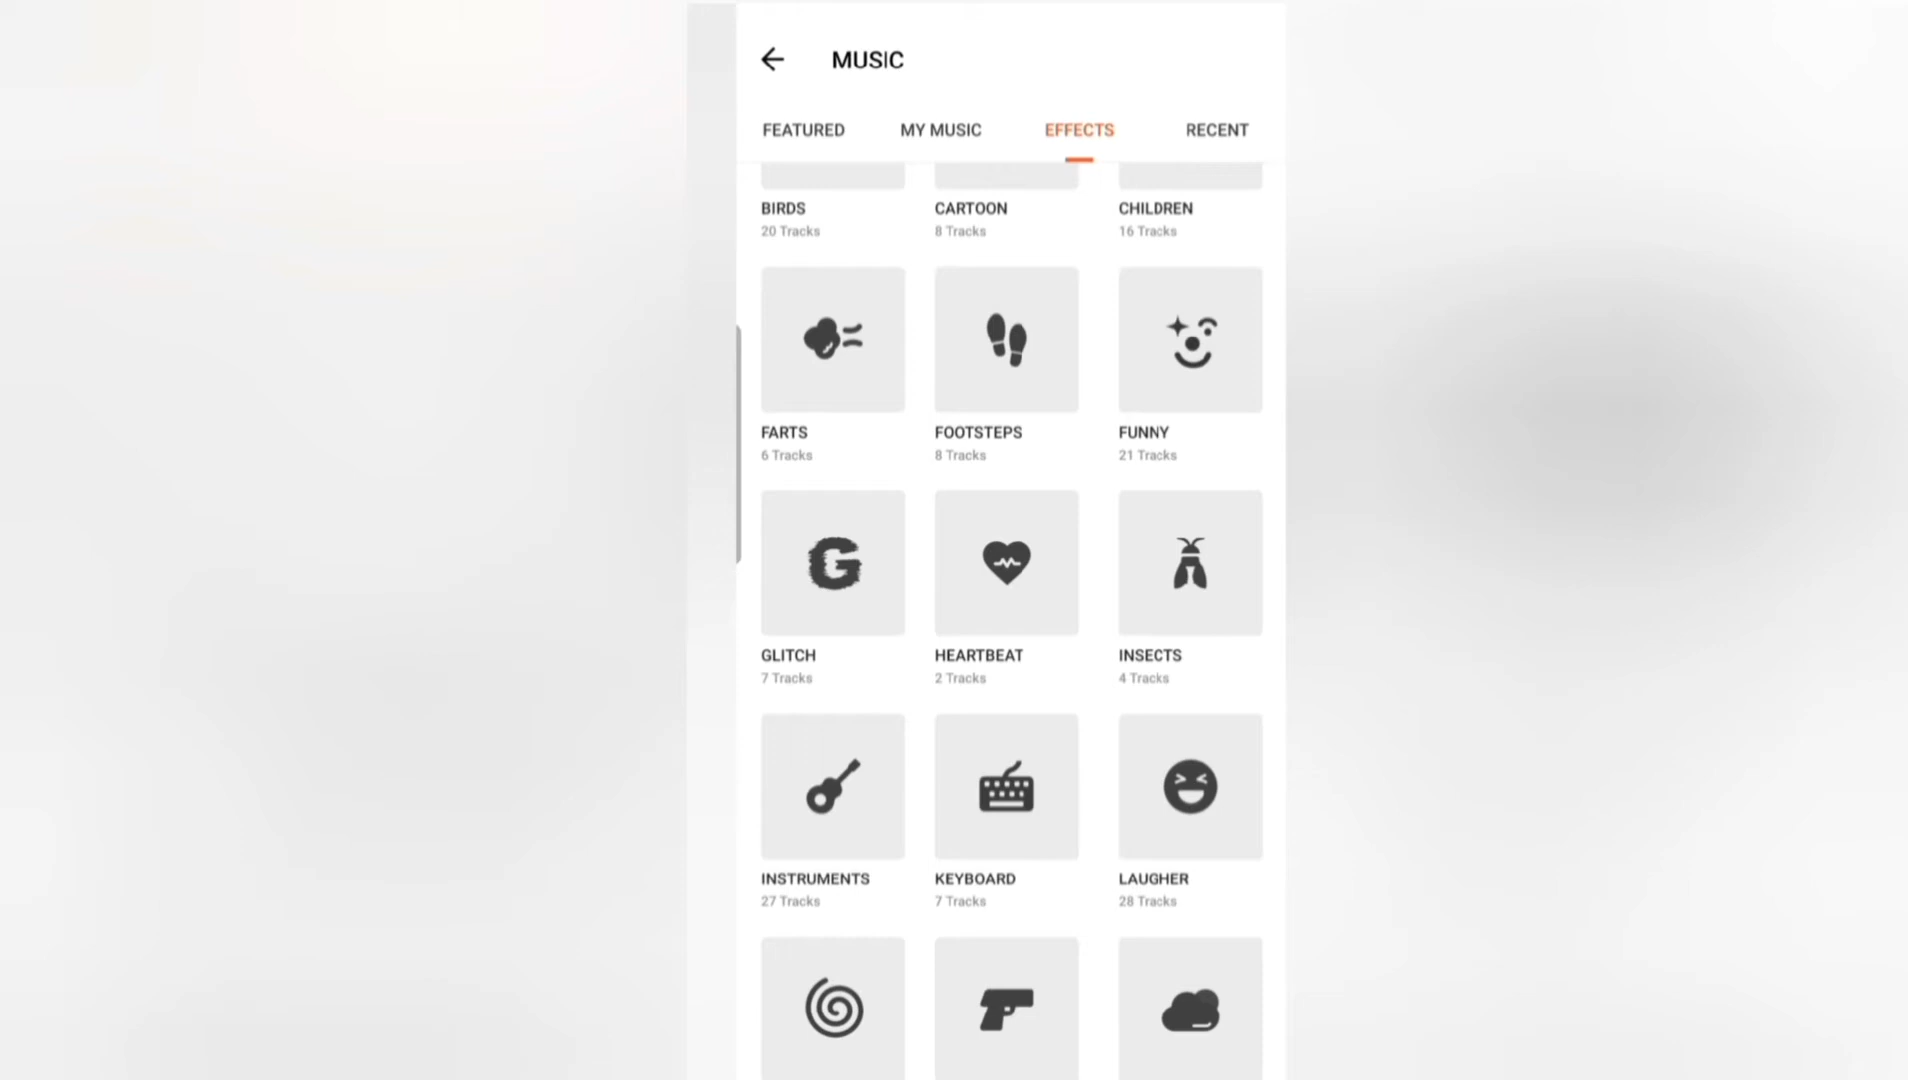 MUSIC
FEATURED MY MUSIC EFFECTS RECENT
BIRDS CARTOON CHILDREN
20 Tracks 8 Tracks 16 Tracks
FARTS FOOTSTEPS FUNNY
6 Tracks 8 Tracks 21 Tracks
G
GLITCH HEARTBEAT INSECTS
7 Tracks 2 Tracks 4 Tracks
INSTRUMENTS KEYBOARD LAUGHER
27 Tracks 7 Tracks 28 Tracks